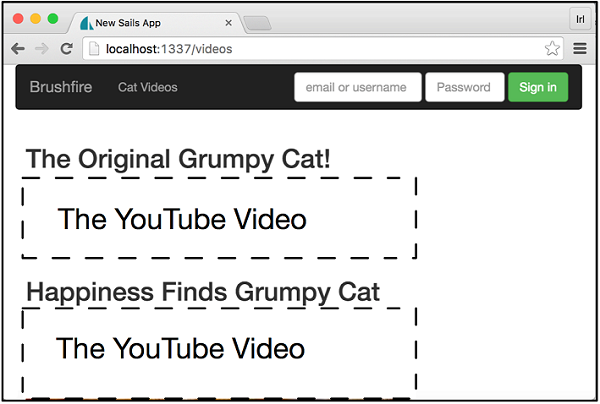 New Sails App
Irl
localhost:1337/videos
Brushfire Cat Videos email or username Password Sign in
The Original Grumpy Cat!
The YouTube Video
Happiness Finds Grumpy Cat
The YouTube Video